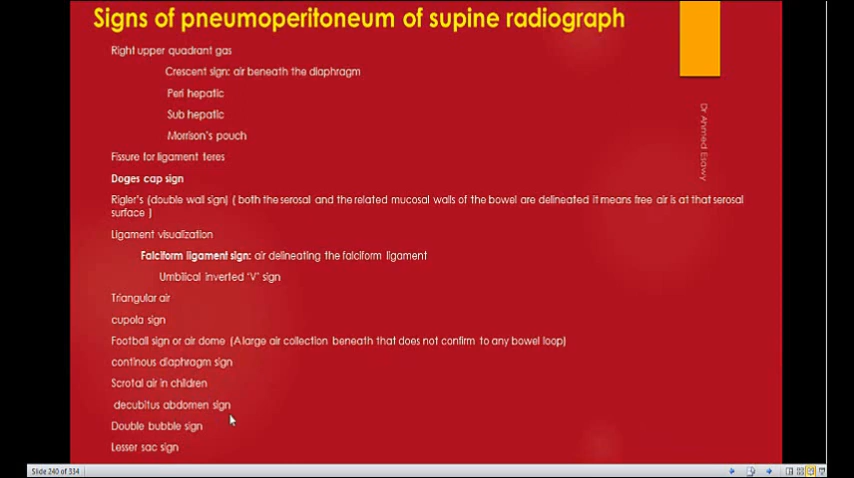 Signs of pneumoperitoneum of supine radiograph
Right upper quadrant gas
Crescent sign: air beneath the diaphragm
Peri hepatic
Sub hepatic
Morrison's pouch
Fissure for ligament teres
Doges cap sign
Rigler's (double wall sign) ( both the serosal and the related mucosal walls of the bowel are delineated it means free air is at that serosal
surface )
Ligament visualization
Falciform ligament sign: air delineating the falciform ligament
Umbilical inverted "V" sign
Triangular air
cupola sign
Football sign or air dome (A large air collection beneath that does not confirm to any bowel loop)
continous diaphragm sign
Scrotal air in children
decubitus abdomen sign
Double bubble sign
Lesser sac sign
Dr Ahmed Esawy
Slide 240 of 334